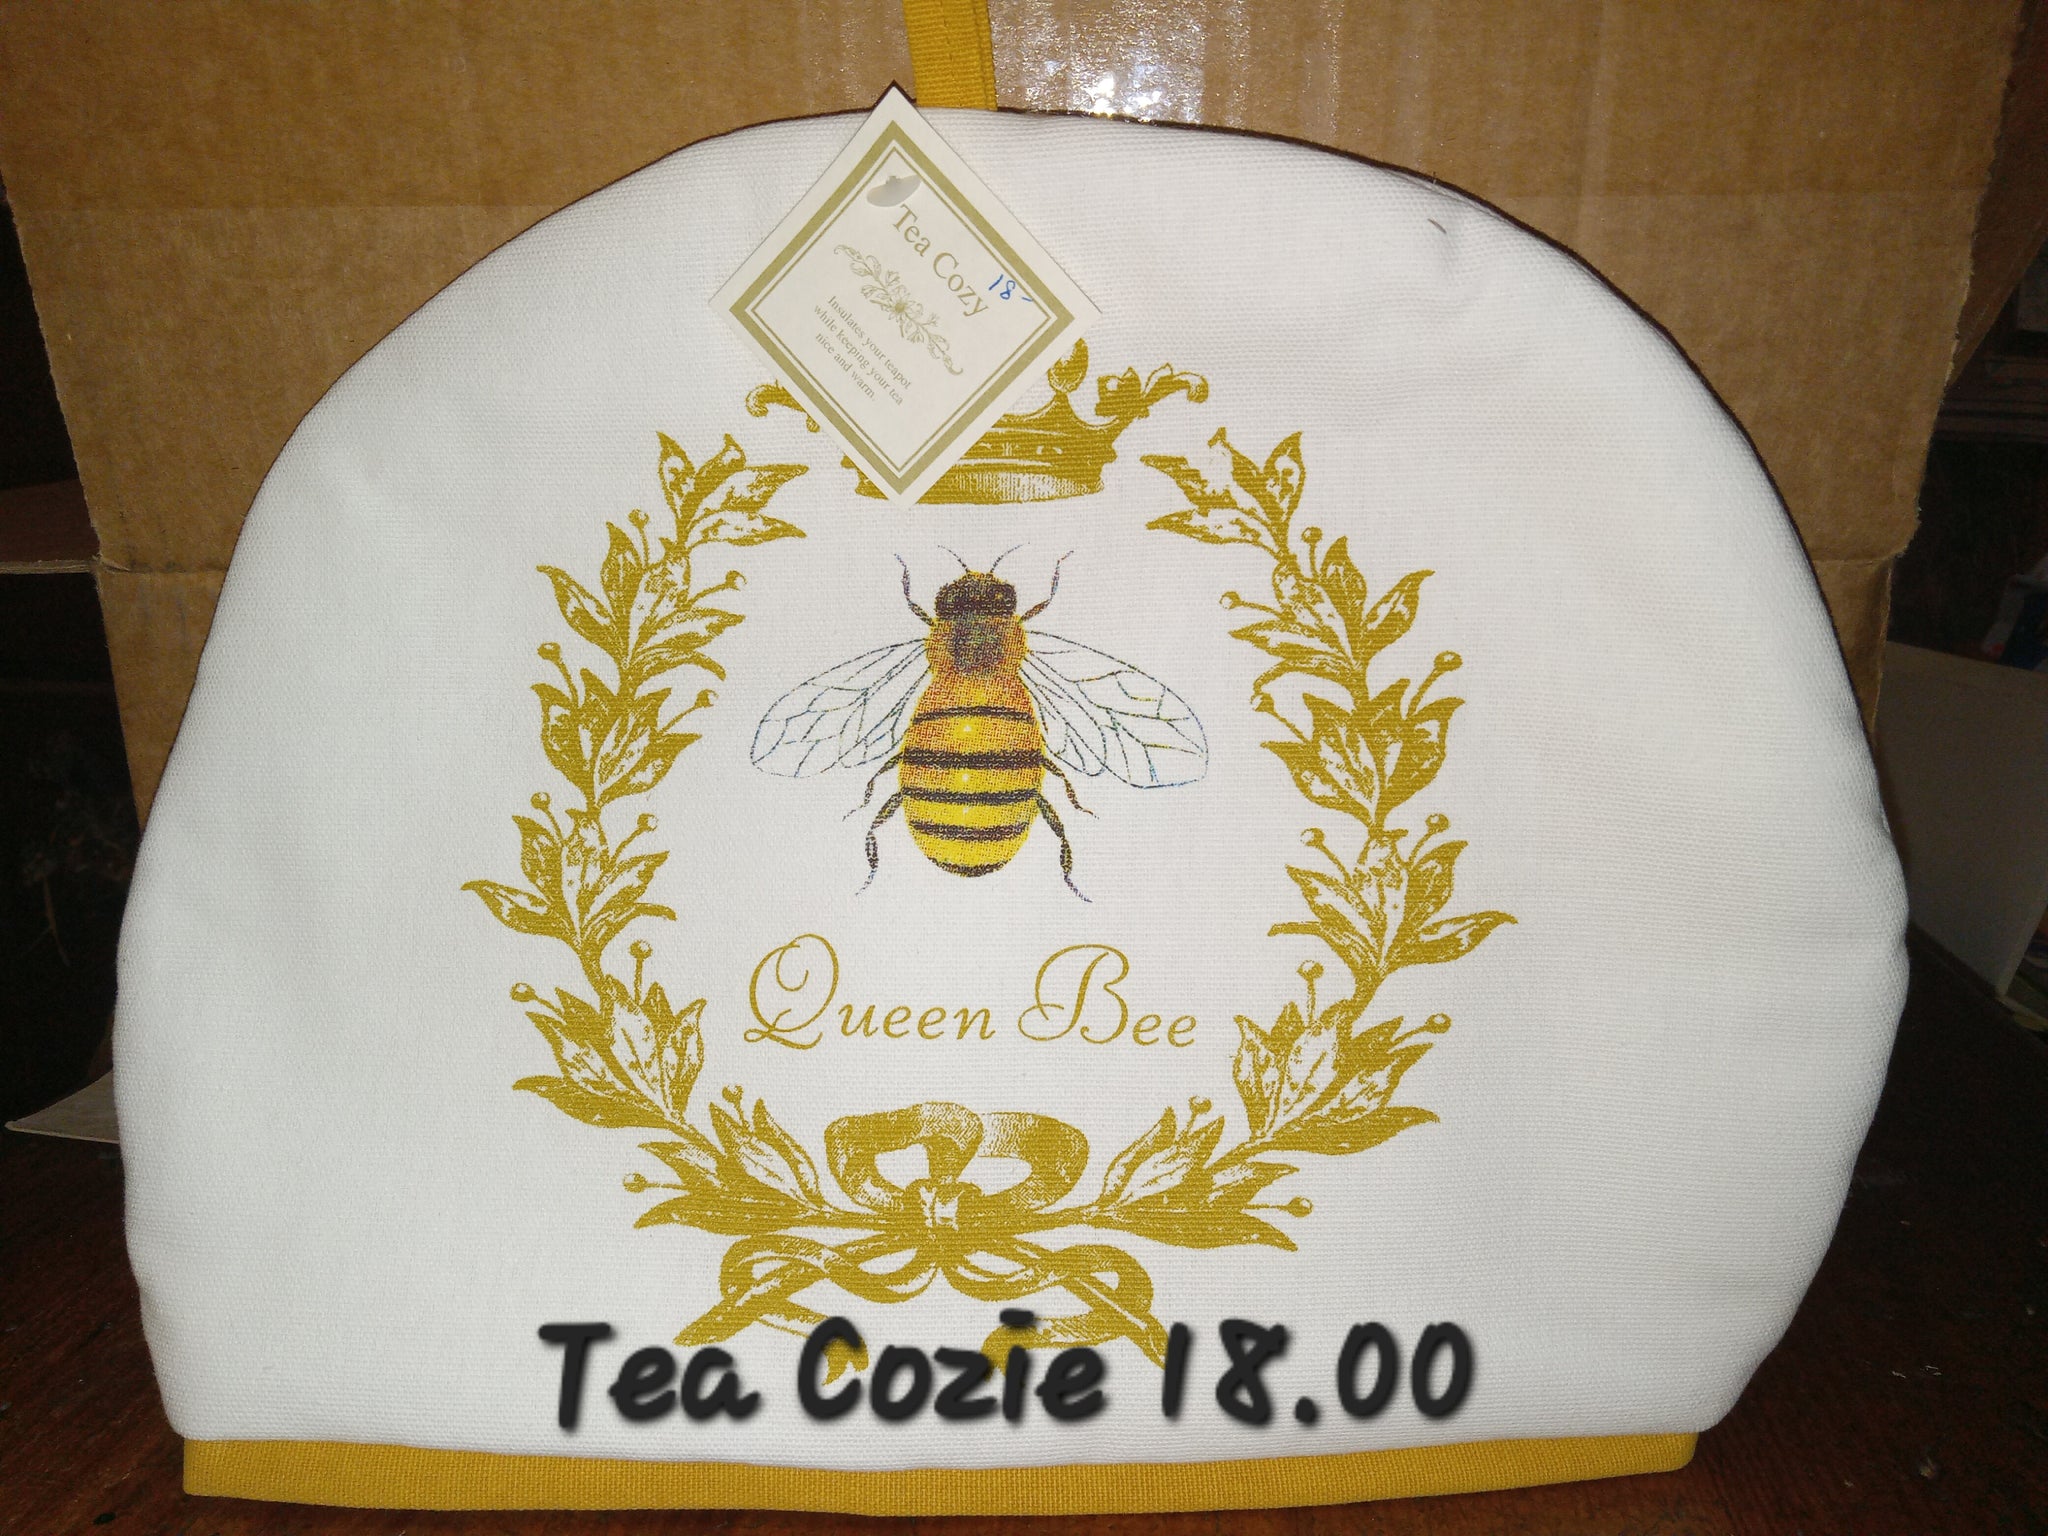 Tea Cozy
18-
Insulates your teapot
while keeping your tea
nice and warm.
Queen Bee
Tea Cozie 18.00